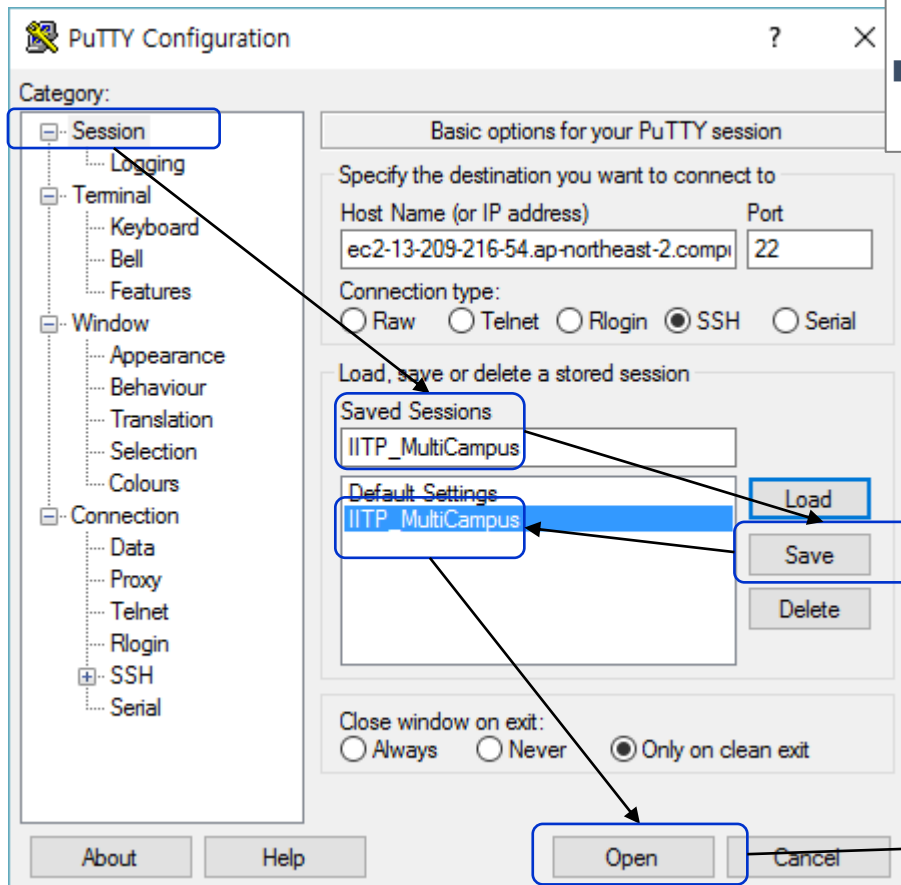 PuTTY Configuration ?
Category:
Session
Logging
Terminal
Keyboard
Bell
Features
Window
Appearance
Behaviour
Translation
Selection
Colours
Connection
Data
Proxy
Telnet
Rlogin
SSH
Serial
Basic options for your PuTTY session
Specify the destination you want to connect to
Host Name (or IP address) Port
ec2-13-209-216-54.ap-northeast-2.compu 22
Connection type:
Raw Telnet Rlogin SSH Serial
Load, save or delete a stored session
Saved Sessions
IITP_MultiCampus
Default Settings
IITP_MultiCampus
Load
Save
Delete
Close window on exit:
Always Never Only on clean exit
About Help Open Cancel